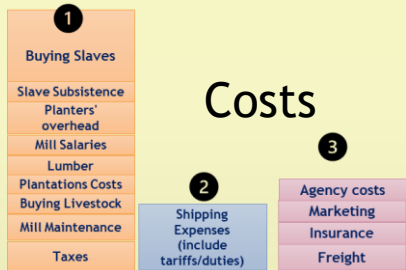 1
Buying Slaves
Slave Subsistence
Planters'
overhead
Mill Salaries
Lumber
Plantations Costs
Buying Livestock
Mill Maintenance
Taxes
Costs
2
Shipping
Expenses
(include
tariffs/duties)
3
Agency costs
Marketing
Insurance
Freight